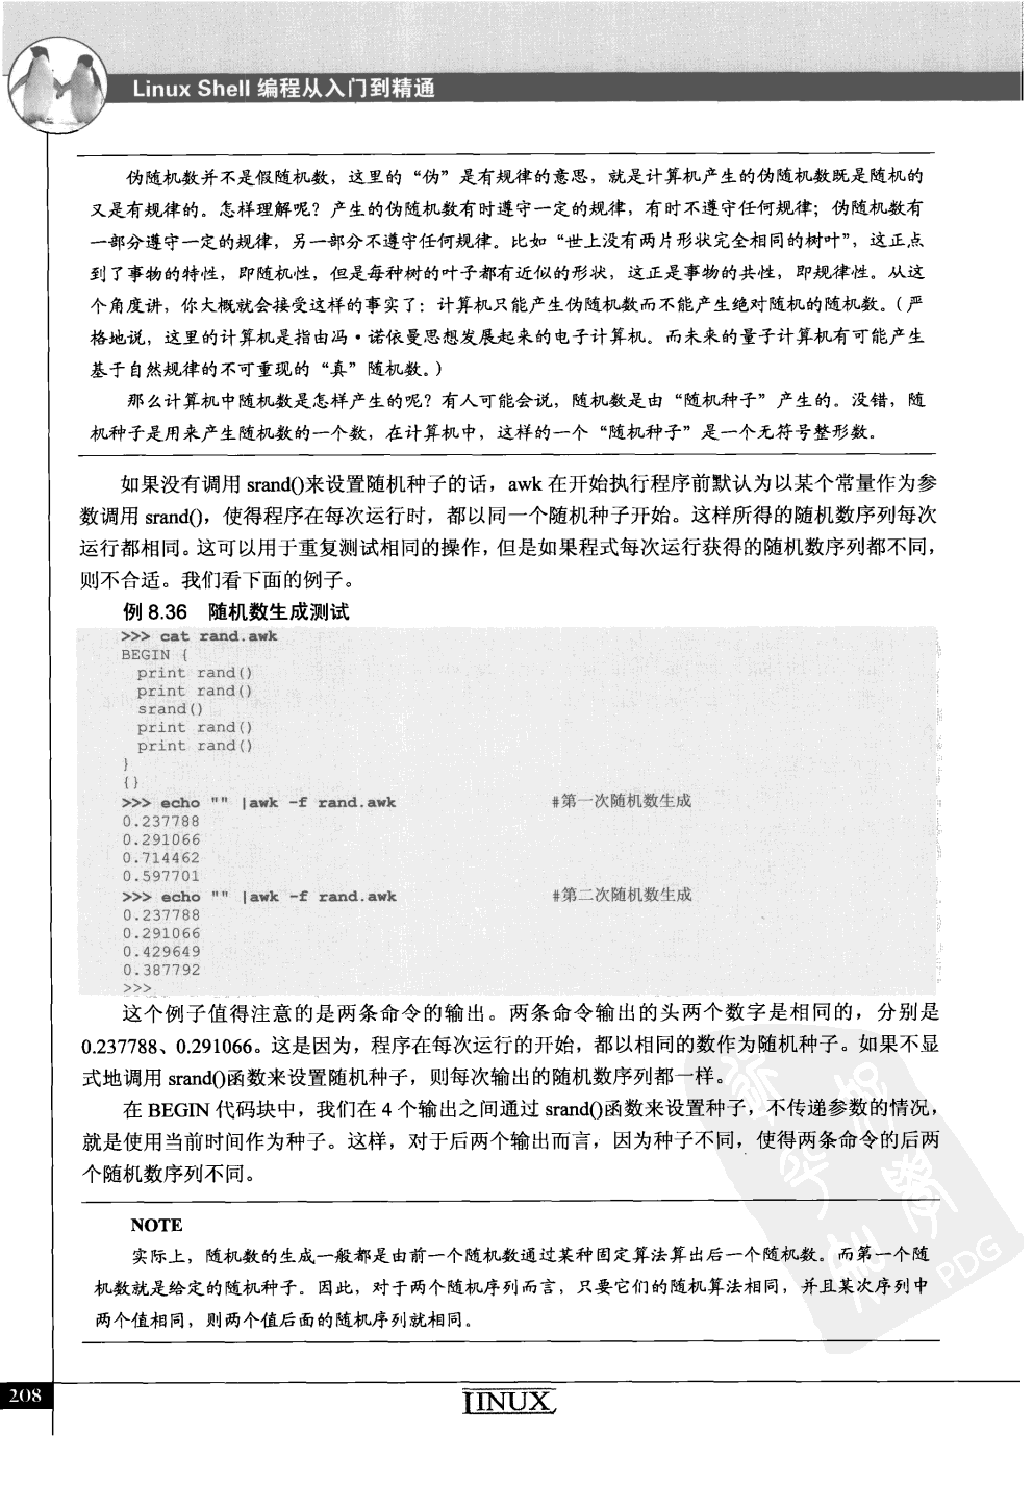 Linux Shell 编程从入门到精通
伪随机数并不是假随机数，这里的“伪”是有规律的意思，就是计算机产生的伪随机数既是随机的
又是有规律的。怎样理解呢？产生的伪随机数有时遵守一定的规律，有时不遵守任何规律；伪随机数有
一部分遵守一定的规律，另一部分不遵守任何规律。比如“世上没有两片形状完全相同的树叶”，这正点
到了事物的特性，即随机性，但是每种树的叶子都有近似的形状，这正是事物的共性，即规律性。从这
个角度讲，你大概就会接受这样的事实了：计算机只能产生伪随机数而不能产生绝对随机的随机数。（严
格地说，这里的计算机是指由冯·诺依曼思想发展起来的电子计算机。而未来的量子计算机有可能产生
基于自然规律的不可重现的“真”随机数。）
那么计算机中随机数是怎样产生的呢？有人可能会说，随机数是由“随机种子”产生的。没错，随
机种子是用来产生随机数的一个数，在计算机中，这样的一个“随机种子”是一个无符号整形数。
如果没有调用 srand()来设置随机种子的话，awk 在开始执行程序前默认为以某个常量作为参
数调用 srand()，使得程序在每次运行时，都以同一个随机种子开始。这样所得的随机数序列每次
运行都相同。这可以用于重复测试相同的操作，但是如果程式每次运行获得的随机数序列都不同，
则不合适。我们看下面的例子。
例 8.36 随机数生成测试
>>> cat rand.awk
BEGIN {
print rand()
print rand()
srand()
print rand()
print rand()
}
{}
>>> echo "" |awk -f rand.awk #第一次随机数生成
0.237788
0.291066
0.714462
0.597701
>>> echo "" |awk -f rand.awk #第二次随机数生成
0.237788
0.291066
0.429649
0.387792
>>>
这个例子值得注意的是两条命令的输出。两条命令输出的头两个数字是相同的，分别是
0.237788、0.291066。这是因为，程序在每次运行的开始，都以相同的数作为随机种子。如果不显
式地调用 srand()函数来设置随机种子，则每次输出的随机数序列都一样。
在 BEGIN 代码块中，我们在 4 个输出之间通过 srand()函数来设置种子，不传递参数的情况，
就是使用当前时间作为种子。这样，对于后两个输出而言，因为种子不同，使得两条命令的后两
个随机数序列不同。
NOTE
实际上，随机数的生成一般都是由前一个随机数通过某种固定算法算出后一个随机数。而第一个随
机数就是给定的随机种子。因此，对于两个随机序列而言，只要它们的随机算法相同，并且某次序列中
两个值相同，则两个值后面的随机序列就相同。
PDG
208
LINUX